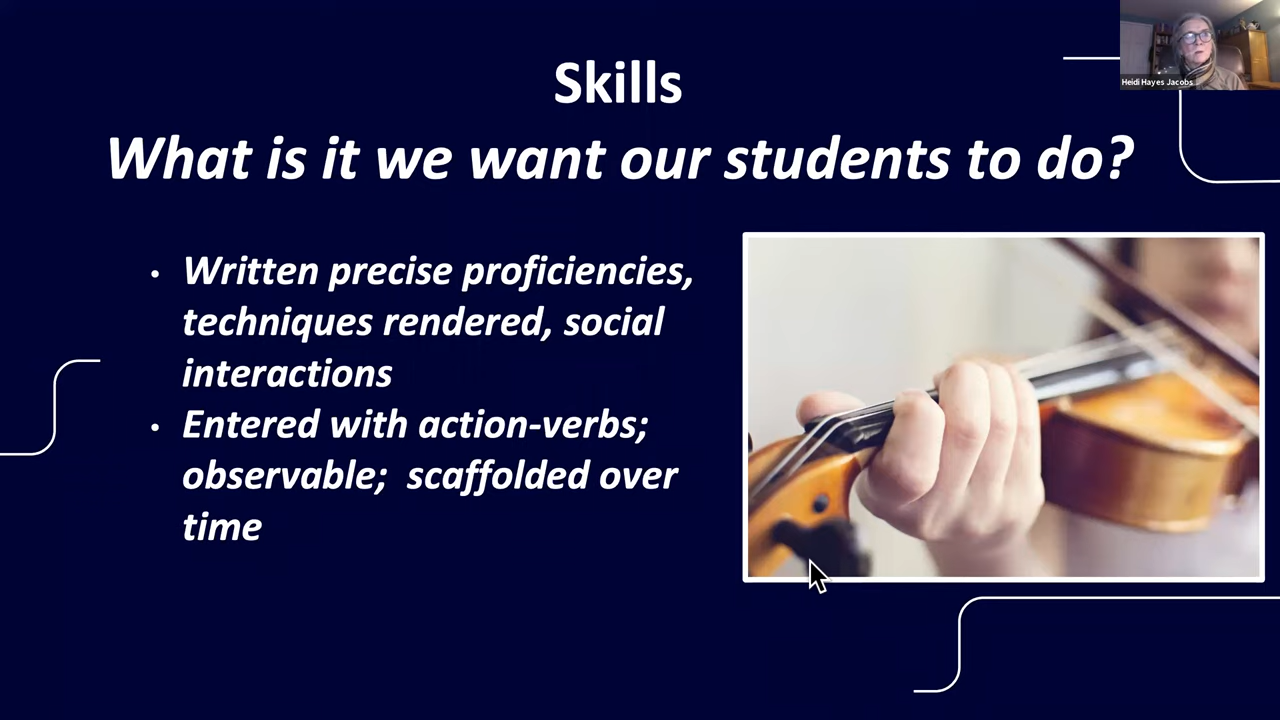 Heidi Hayes Jacobs
Skills
What is it we want our students to do?
• Written precise proficiencies,
techniques rendered, social
interactions
• Entered with action-verbs;
observable;  scaffolded over
time